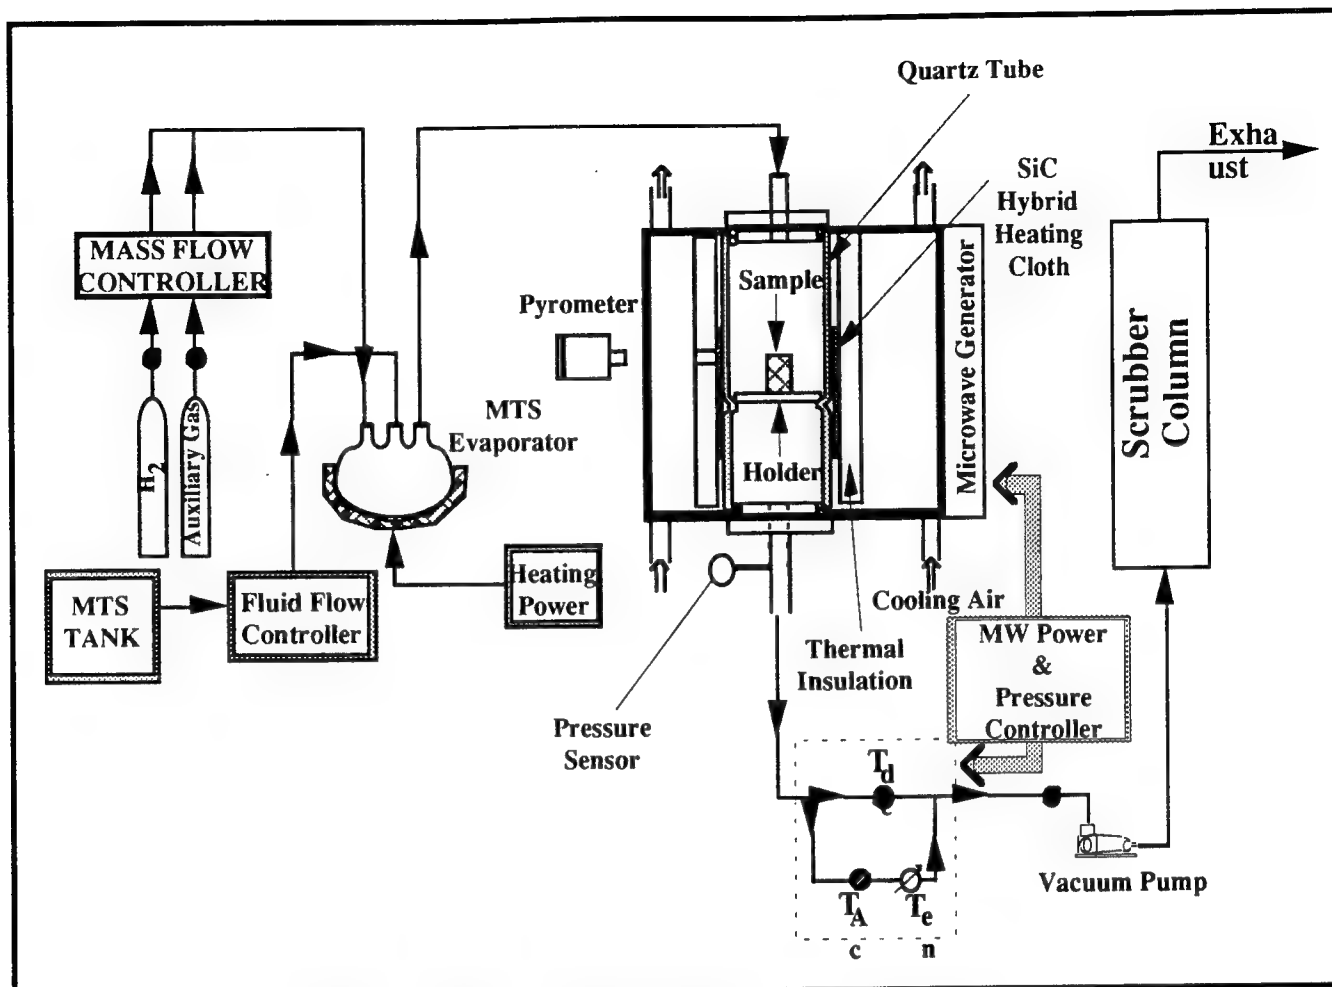 Quartz Tube
Exha
ust
SiC
Hybrid
Heating
Cloth
MASS FLOW
CONTROLLER
Pyrometer
Sample
Microwave Generator
Scrubber
Column
MTS
Evaporator
H2
Auxiliary Gas
Holder
MTS
TANK
Fluid Flow
Controller
Heating
Power
Cooling Air
Thermal
Insulation
MW Power
&
Pressure
Controller
Pressure
Sensor
Td
TA
c
Te
n
Vacuum Pump